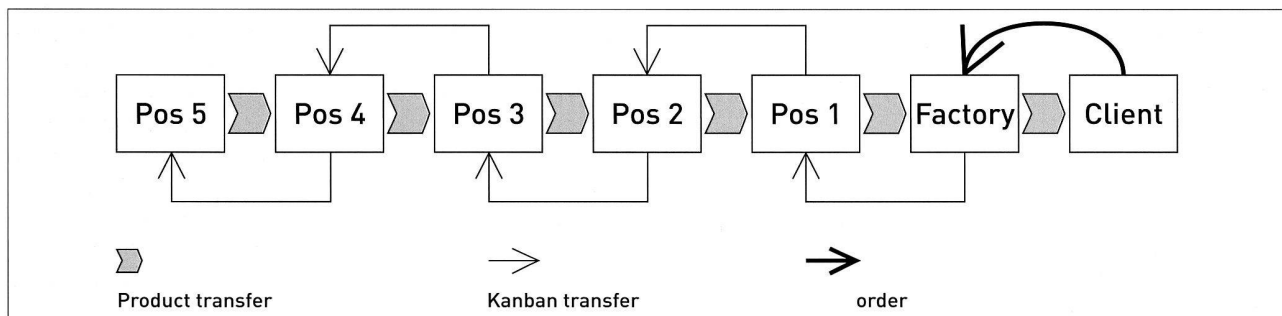 Pos 5 Pos 4 Pos 3 Pos 2 Pos 1 Factory Client
Product transfer Kanban transfer order